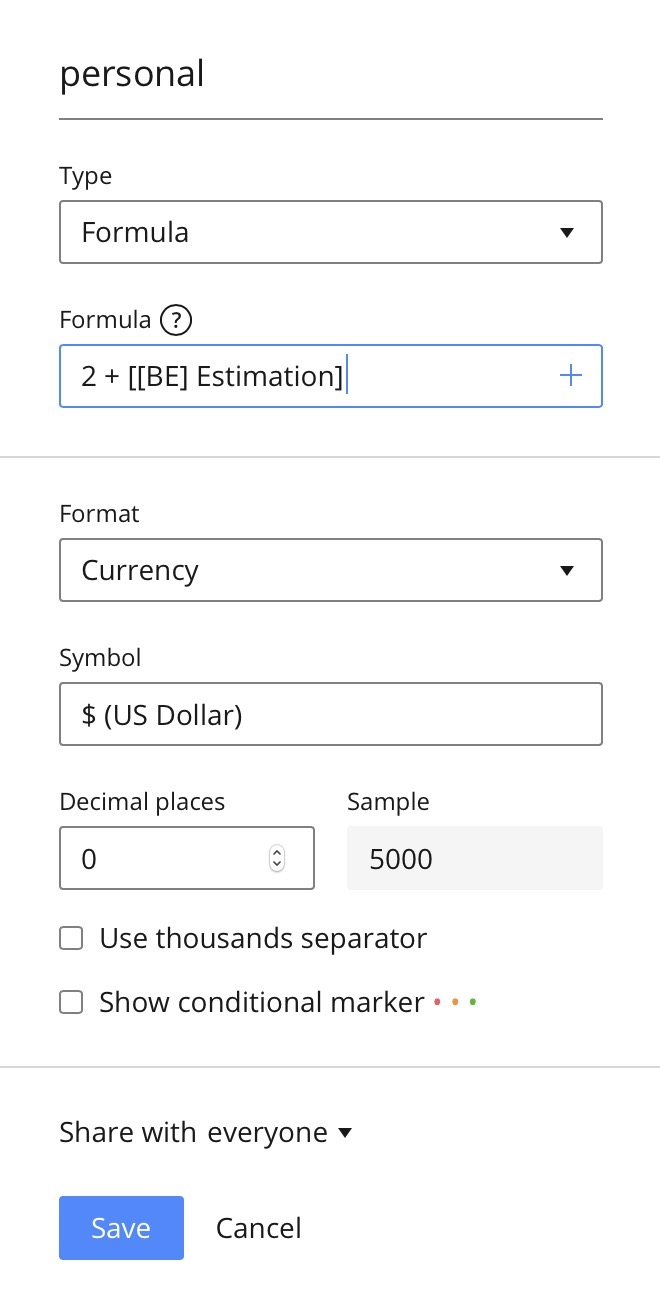 personal
Type
Formula
Formula ?
2 + [[BE] Estimation]
Format
Currency
Symbol
$ (US Dollar)
Decimal places Sample
0 5000
Use thousands separator
Show conditional marker
Share with everyone
Save Cancel